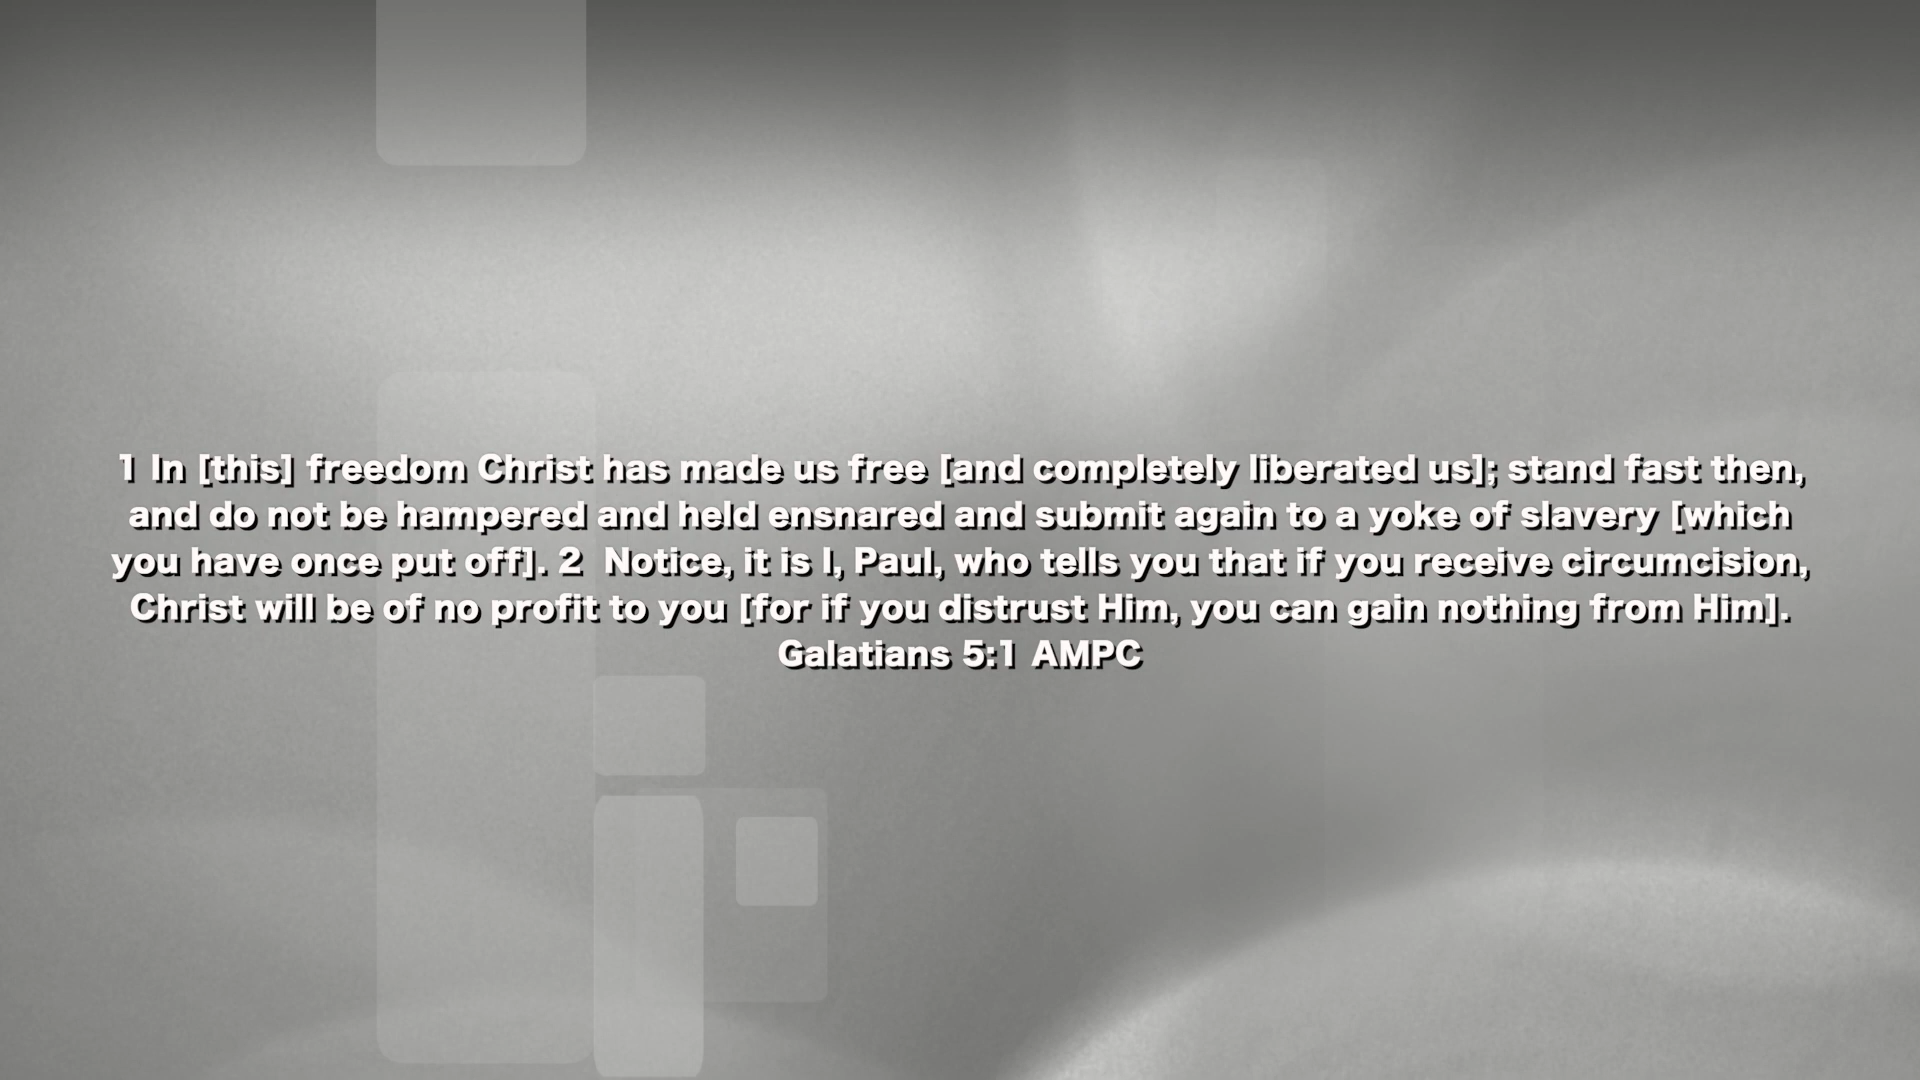 1 In [this] freedom Christ has made us free [and completely liberated us]; stand fast then,
and do not be hampered and held ensnared and submit again to a yoke of slavery [which
you have once put off]. 2  Notice, it is I, Paul, who tells you that if you receive circumcision,
Christ will be of no profit to you [for if you distrust Him, you can gain nothing from Him].
Galatians 5:1 AMPC